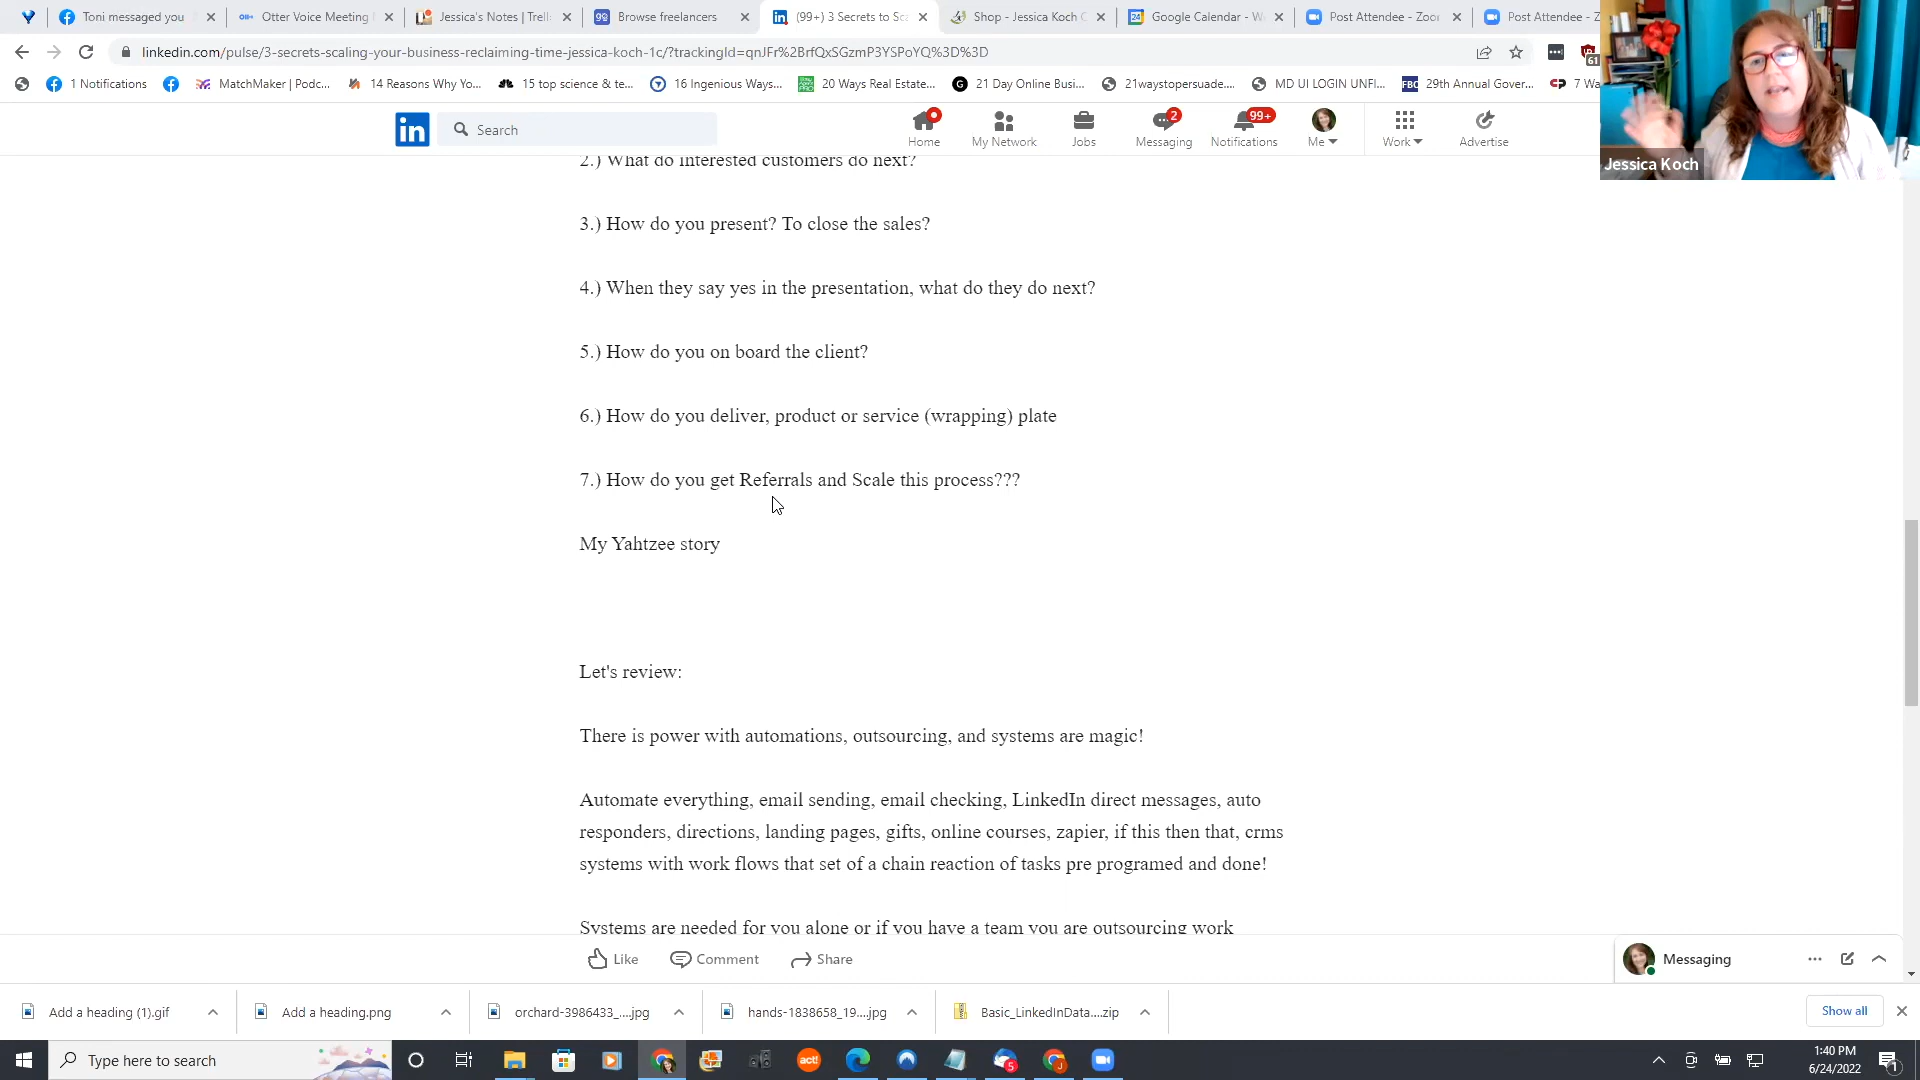 Toni messaged you
Otter Voice Meeting
Jessica's Notes | Trell
Browse freelancers
(99+) 3 Secrets to Sc
Shop - Jessica Koch C
Google Calendar - W
Post Attendee - Zoo
Post Attendee - Z
linkedin.com/pulse/3-secrets-scaling-your-business-reclaiming-time-jessica-koch-1c/?trackingId=qnJFr%2BrfQxSGzmP3YSPoYQ%3D%3D
61
1 Notifications
MatchMaker | Podc...
14 Reasons Why Yo...
15 top science & te...
16 Ingenious Ways...
20 Ways Real Estate...
21 Day Online Busi...
21waystopersuade....
MD UI LOGIN UNFI...
FBC
29th Annual Gover...
CP
7 Wa
Jessica Koch
in
Search
Home
My Network
Jobs
2
Messaging
99+
Notifications
Me
Work
Advertise
2.) What do interested customers do next?
3.) How do you present? To close the sales?
4.) When they say yes in the presentation, what do they do next?
5.) How do you on board the client?
6.) How do you deliver, product or service (wrapping) plate
7.) How do you get Referrals and Scale this process???
My Yahtzee story
Let's review:
There is power with automations, outsourcing, and systems are magic!
Automate everything, email sending, email checking, LinkedIn direct messages, auto
responders, directions, landing pages, gifts, online courses, zapier, if this then that, crms
systems with work flows that set of a chain reaction of tasks pre programed and done!
Systems are needed for you alone or if you have a team you are outsourcing work
Like
Comment
Share
Messaging
Add a heading (1).gif
Add a heading.png
orchard-3986433_....jpg
hands-1838658_19....jpg
Basic_LinkedInData....zip
Show all
Type here to search
act!
5
J
1:40 PM
6/24/2022
1